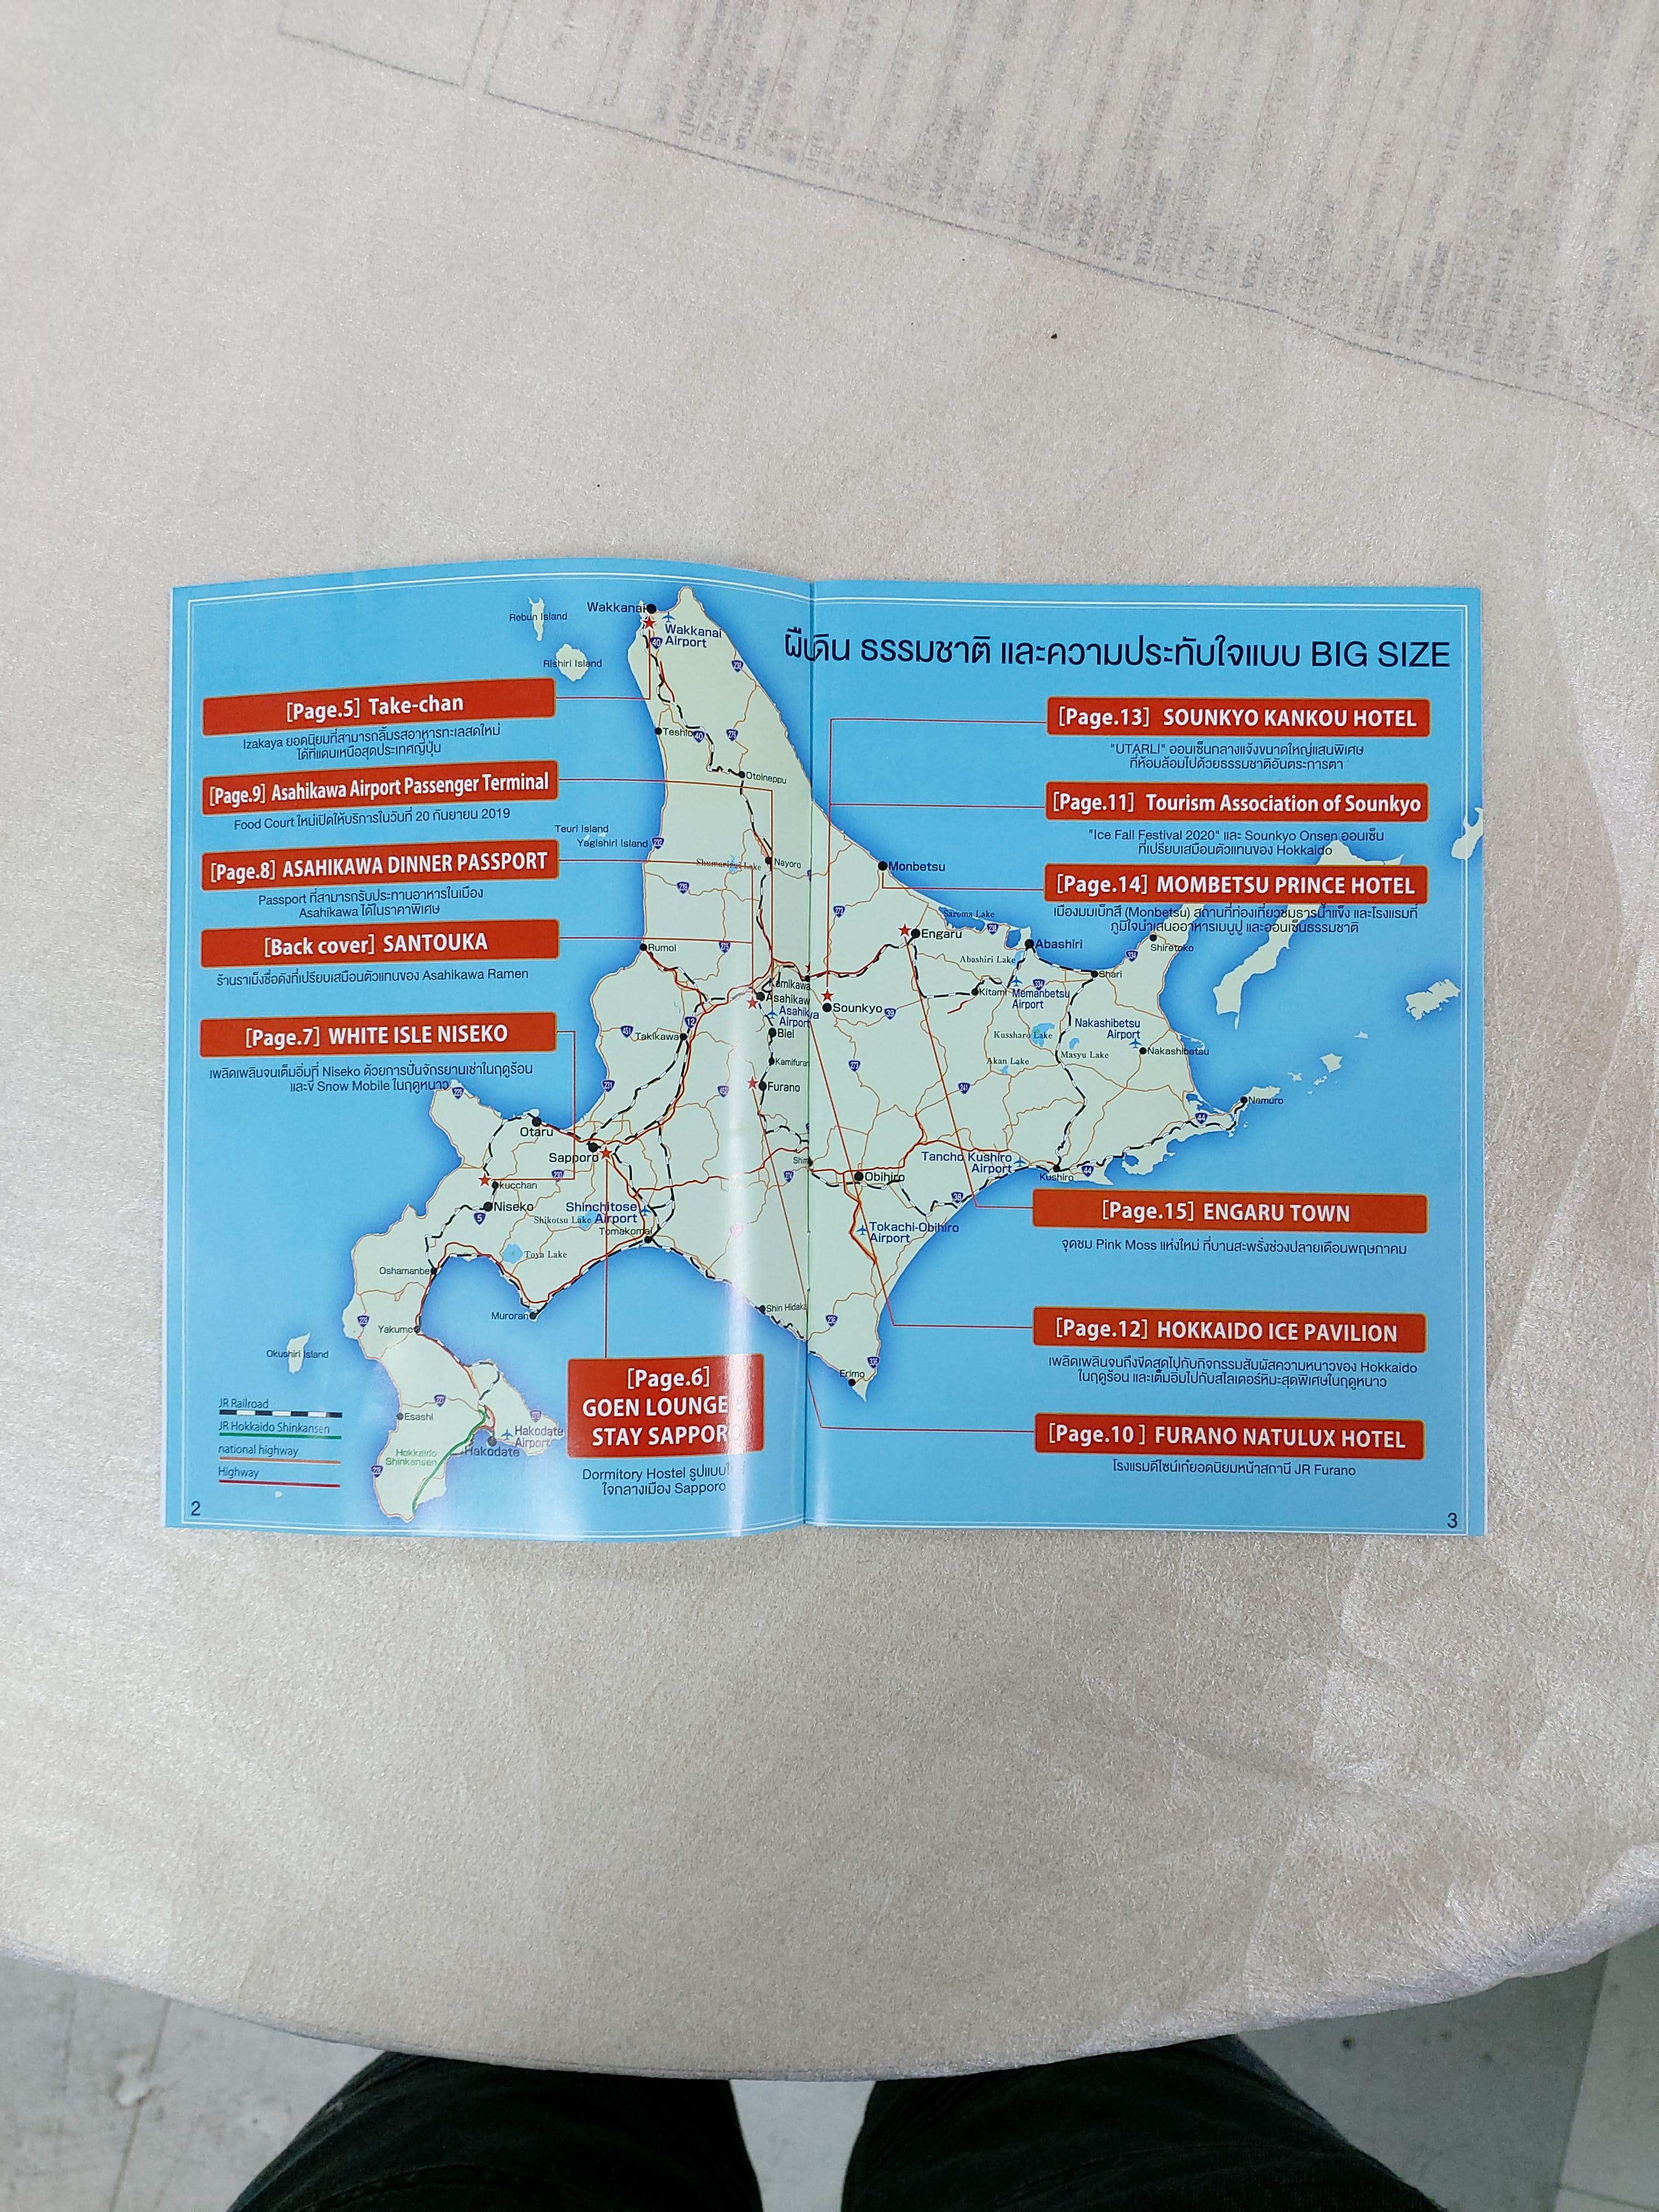 ผืนดิน ธรรมชาติ และความประทับใจแบบ BIG SIZE
[Page.5] Take-chan
Izakaya ยอดนิยมที่สามารถลิ้มรสอาหารทะเลสดใหม่
ได้ที่แดนเหนือสุดประเทศญี่ปุ่น
[Page.9] Asahikawa Airport Passenger Terminal
Food Court ใหม่เปิดให้บริการในวันที่ 20 กันยายน 2019
[Page.8] ASAHIKAWA DINNER PASSPORT
Passport ที่สามารถรับประทานอาหารในเมือง
Asahikawa ได้ในราคาพิเศษ
[Back cover] SANTOUKA
ร้านราเม็งชื่อดังที่เปรียบเสมือนตัวแทนของ Asahikawa Ramen
[Page.7] WHITE ISLE NISEKO
เพลิดเพลินจนเต็มอิ่มที่ Niseko ด้วยการปั่นจักรยานเช่าในฤดูร้อน
และขี่ Snow Mobile ในฤดูหนาว
[Page.6]
GOEN LOUNGE
STAY SAPPORO
Dormitory Hostel รูปแบบ
ใจกลางเมือง Sapporo
[Page.13] SOUNKYO KANKOU HOTEL
"UTARLI" ออนเซ็นกลางแจ้งขนาดใหญ่แสนพิเศษ
ที่ห้อมล้อมไปด้วยธรรมชาติอันตระการตา
[Page.11] Tourism Association of Sounkyo
"Ice Fall Festival 2020" และ Sounkyo Onsen ออนเซ็น
ที่เปรียบเสมือนตัวแทนของ Hokkaido
[Page.14] MOMBETSU PRINCE HOTEL
เมืองมมเบ็ทสึ (Monbetsu) สถานที่ท่องเที่ยวชมธารน้ำแข็ง และโรงแรมที่
ภูมิใจนำเสนออาหารเมนูปู และออนเซ็นธรรมชาติ
[Page.15] ENGARU TOWN
จุดชม Pink Moss แห่งใหม่ ที่บานสะพรั่งช่วงปลายเดือนพฤษภาคม
[Page.12] HOKKAIDO ICE PAVILION
เพลิดเพลินจนถึงขีดสุดไปกับกิจกรรมสัมผัสความหนาวของ Hokkaido
ในฤดูร้อน และเต็มอิ่มไปกับสไลเดอร์หิมะสุดพิเศษในฤดูหนาว
[Page.10 ] FURANO NATULUX HOTEL
โรงแรมดีไซน์เก๋ยอดนิยมหน้าสถานี JR Furano
Rebun Island
Rishiri Island
Wakkanai
Wakkanai
Airport
40
238
Teshio
40
275
Otoineppu
Teuri Island
Yagishiri Island
232
Shumarinai Lake
Nayoro
239
Monbetsu
273
Saroma Lake
238
Engaru
Abashiri
Abashiri Lake
334
Shiretoko
Shari
Rumoi
275
Kamikawa
Asahikawa
Asahikawa
Airport
Biei
Sounkyo
39
Kitami
Memanbetsu
Airport
334
Nakashibetsu
Airport
Nakashibetsu
Kussharo Lake
Masyu Lake
Akan Lake
451
12
Takikawa
Kamifuran
Furano
231
452
273
241
229
Otaru
Sapporo
Kucchan
Niseko
5
230
Shikotsu Lake
Shinchitose
Airport
Tomakomai
Toya Lake
Shin
274
Obihiro
Tancho Kushiro
Airport
Kushiro
44
44
Namuro
38
Tokachi-Obihiro
Airport
Oshamanbe
Muroran
Shin Hidaka
236
Yakumo
229
Okushiri Island
336
Erimo
Esashi
227
278
Hakodate
Airport
Hakodate
Hokkaido
Shinkansen
228
JR Railroad
JR Hokkaido Shinkansen
national highway
Highway
2
3